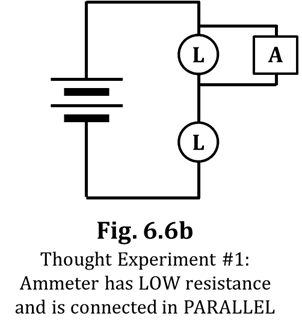 L
A
L
Fig. 6.6b
Thought Experiment #1:
Ammeter has LOW resistance
and is connected in PARALLEL